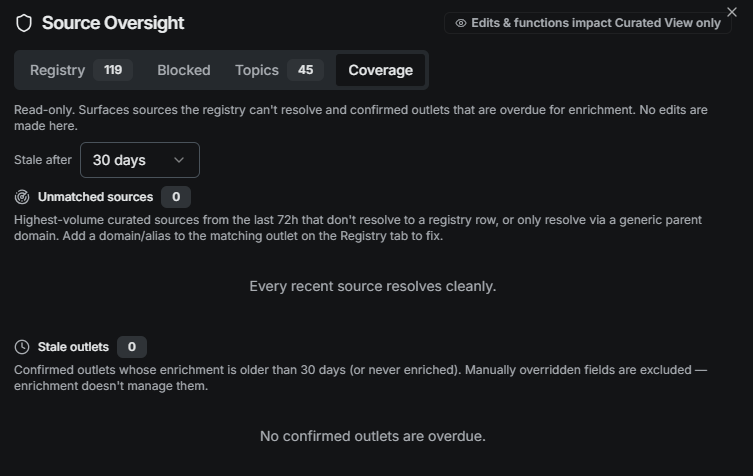 Source Oversight
Edits & functions impact Curated View only
Registry 119 Blocked Topics 45 Coverage
Read-only. Surfaces sources the registry can't resolve and confirmed outlets that are overdue for enrichment. No edits are
made here.
Stale after 30 days
Unmatched sources 0
Highest-volume curated sources from the last 72h that don't resolve to a registry row, or only resolve via a generic parent
domain. Add a domain/alias to the matching outlet on the Registry tab to fix.
Every recent source resolves cleanly.
Stale outlets 0
Confirmed outlets whose enrichment is older than 30 days (or never enriched). Manually overridden fields are excluded —
enrichment doesn't manage them.
No confirmed outlets are overdue.